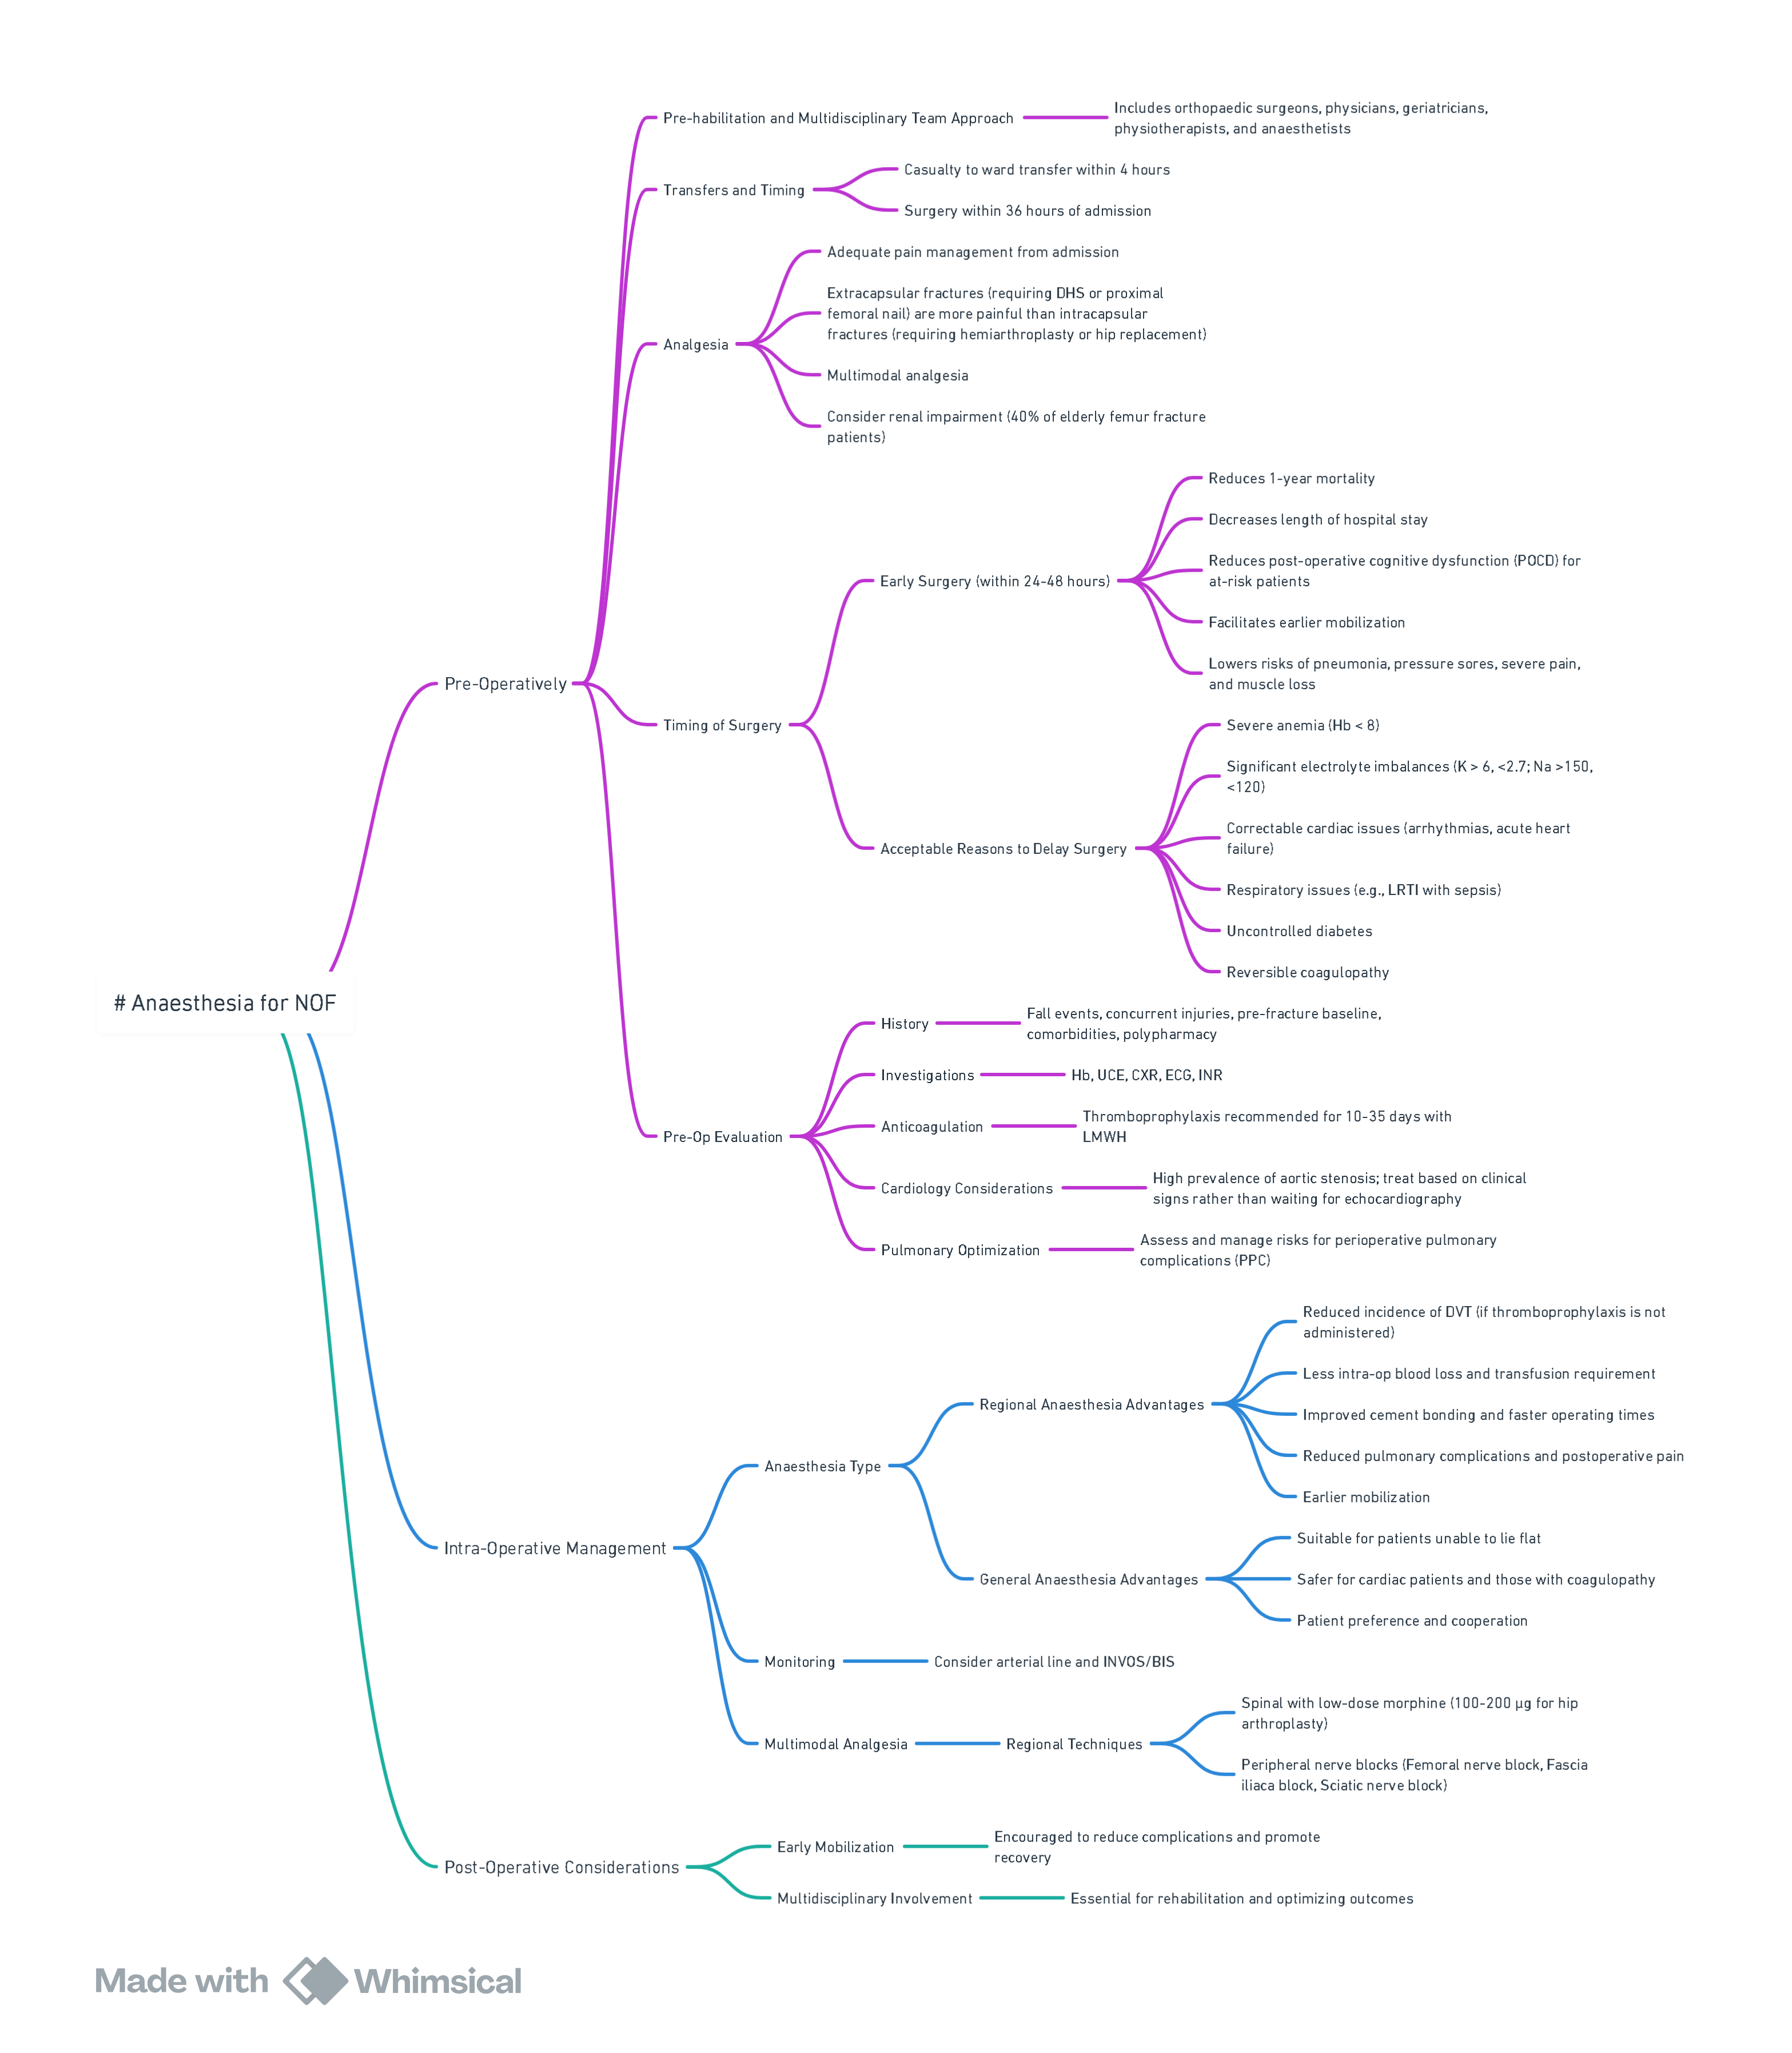 # Anaesthesia for NOF
Pre-Operatively
Pre-habilitation and Multidisciplinary Team Approach
Includes orthopaedic surgeons, physicians, geriatricians,
physiotherapists, and anaesthetists
Transfers and Timing
Casualty to ward transfer within 4 hours
Surgery within 36 hours of admission
Analgesia
Adequate pain management from admission
Extracapsular fractures (requiring DHS or proximal
femoral nail) are more painful than intracapsular
fractures (requiring hemiarthroplasty or hip replacement)
Multimodal analgesia
Consider renal impairment (40% of elderly femur fracture
patients)
Timing of Surgery
Early Surgery (within 24-48 hours)
Reduces 1-year mortality
Decreases length of hospital stay
Reduces post-operative cognitive dysfunction (POCD) for
at-risk patients
Facilitates earlier mobilization
Lowers risks of pneumonia, pressure sores, severe pain,
and muscle loss
Acceptable Reasons to Delay Surgery
Severe anemia (Hb < 8)
Significant electrolyte imbalances (K > 6, <2.7; Na >150,
<120)
Correctable cardiac issues (arrhythmias, acute heart
failure)
Respiratory issues (e.g., LRTI with sepsis)
Uncontrolled diabetes
Reversible coagulopathy
Pre-Op Evaluation
History
Fall events, concurrent injuries, pre-fracture baseline,
comorbidities, polypharmacy
Investigations
Hb, UCE, CXR, ECG, INR
Anticoagulation
Thromboprophylaxis recommended for 10-35 days with
LMWH
Cardiology Considerations
High prevalence of aortic stenosis; treat based on clinical
signs rather than waiting for echocardiography
Pulmonary Optimization
Assess and manage risks for perioperative pulmonary
complications (PPC)
Intra-Operative Management
Anaesthesia Type
Regional Anaesthesia Advantages
Reduced incidence of DVT (if thromboprophylaxis is not
administered)
Less intra-op blood loss and transfusion requirement
Improved cement bonding and faster operating times
Reduced pulmonary complications and postoperative pain
Earlier mobilization
General Anaesthesia Advantages
Suitable for patients unable to lie flat
Safer for cardiac patients and those with coagulopathy
Patient preference and cooperation
Monitoring
Consider arterial line and INVOS/BIS
Multimodal Analgesia
Regional Techniques
Spinal with low-dose morphine (100-200 µg for hip
arthroplasty)
Peripheral nerve blocks (Femoral nerve block, Fascia
iliaca block, Sciatic nerve block)
Post-Operative Considerations
Early Mobilization
Encouraged to reduce complications and promote
recovery
Multidisciplinary Involvement
Essential for rehabilitation and optimizing outcomes
Made with Whimsical